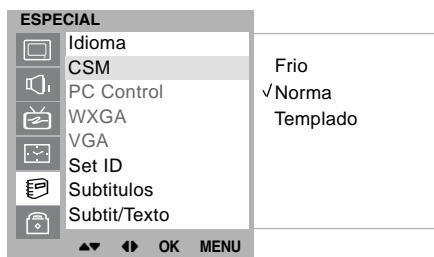 ESPECIAL
Idioma
CSM
PC Control
WXGA
VGA
Set ID
Subtitulos
Subtit/Texto
Frio
√Norma
Templado
▲▼ ◀▶ OK MENU